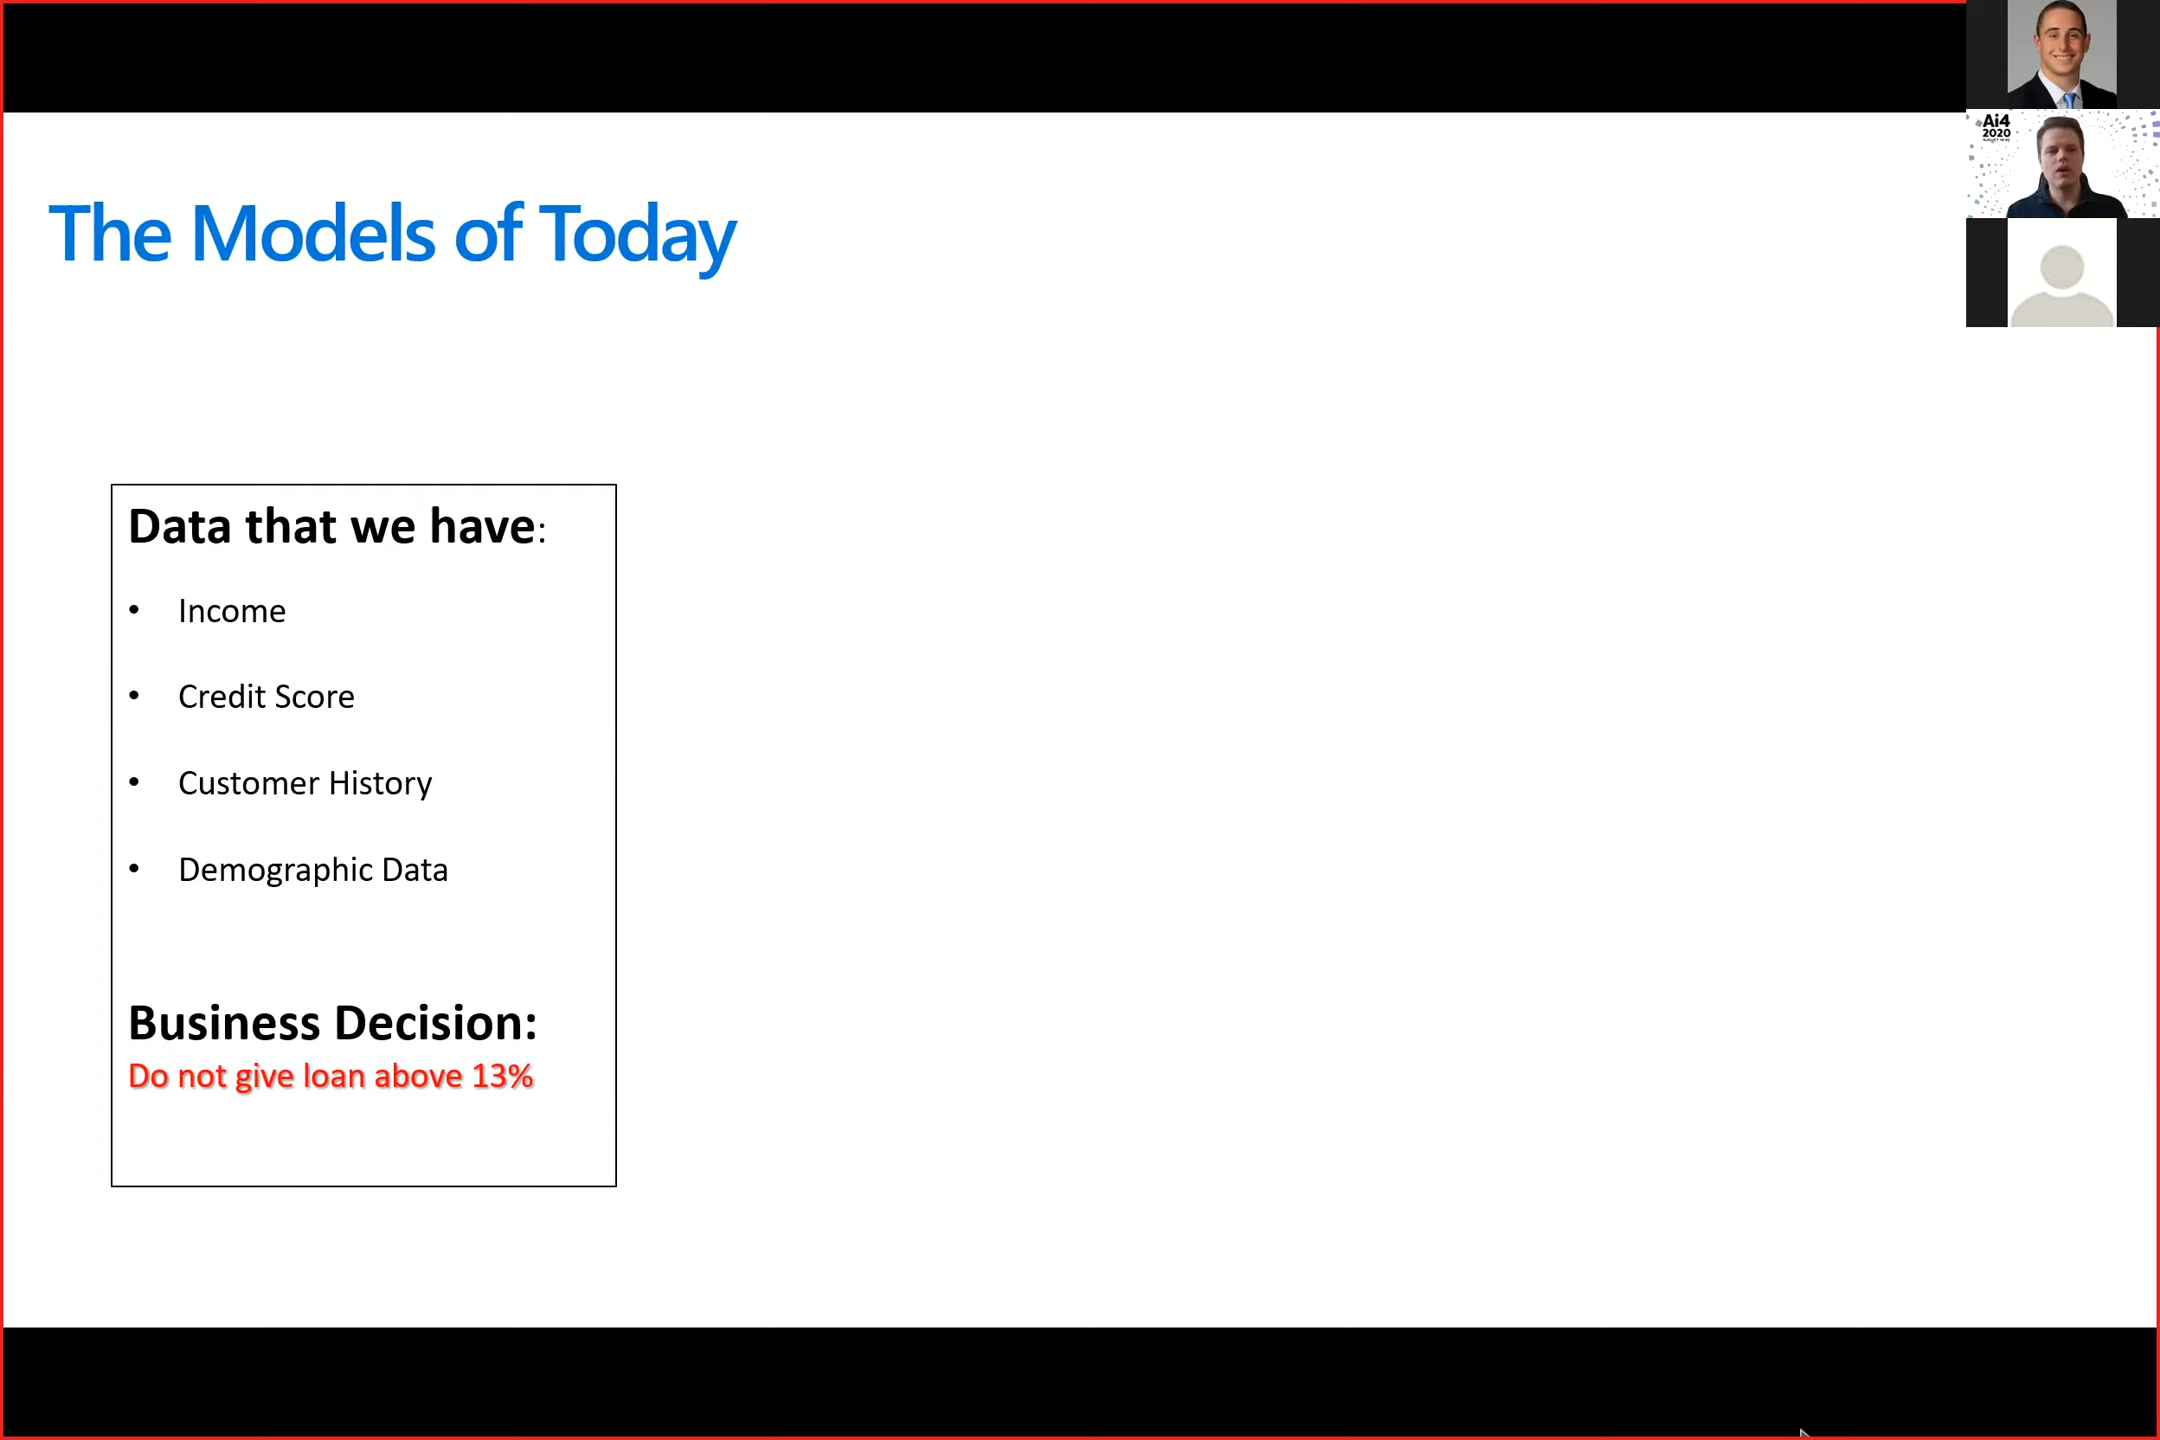 Ai4
2020
The Models of Today
Data that we have:
• Income
• Credit Score
• Customer History
• Demographic Data
Business Decision:
Do not give loan above 13%